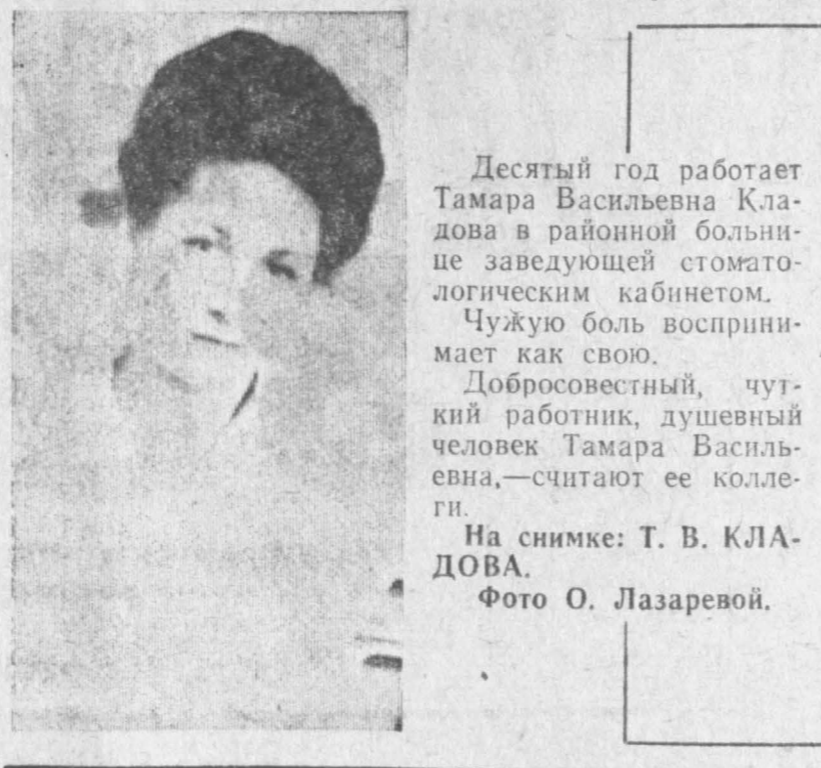 Десятый год работает
Тамара Васильевна Кла-
дова в районной больни-
це заведующей стомато-
логическим кабинетом.
Чужую боль восприни-
мает как свою.
Добросовестный, чут-
кий работник, душевный
человек Тамара Василь-
евна,—считают ее колле-
ги.
На снимке: Т. В. КЛА-
ДОВА.
Фото О. Лазаревой.